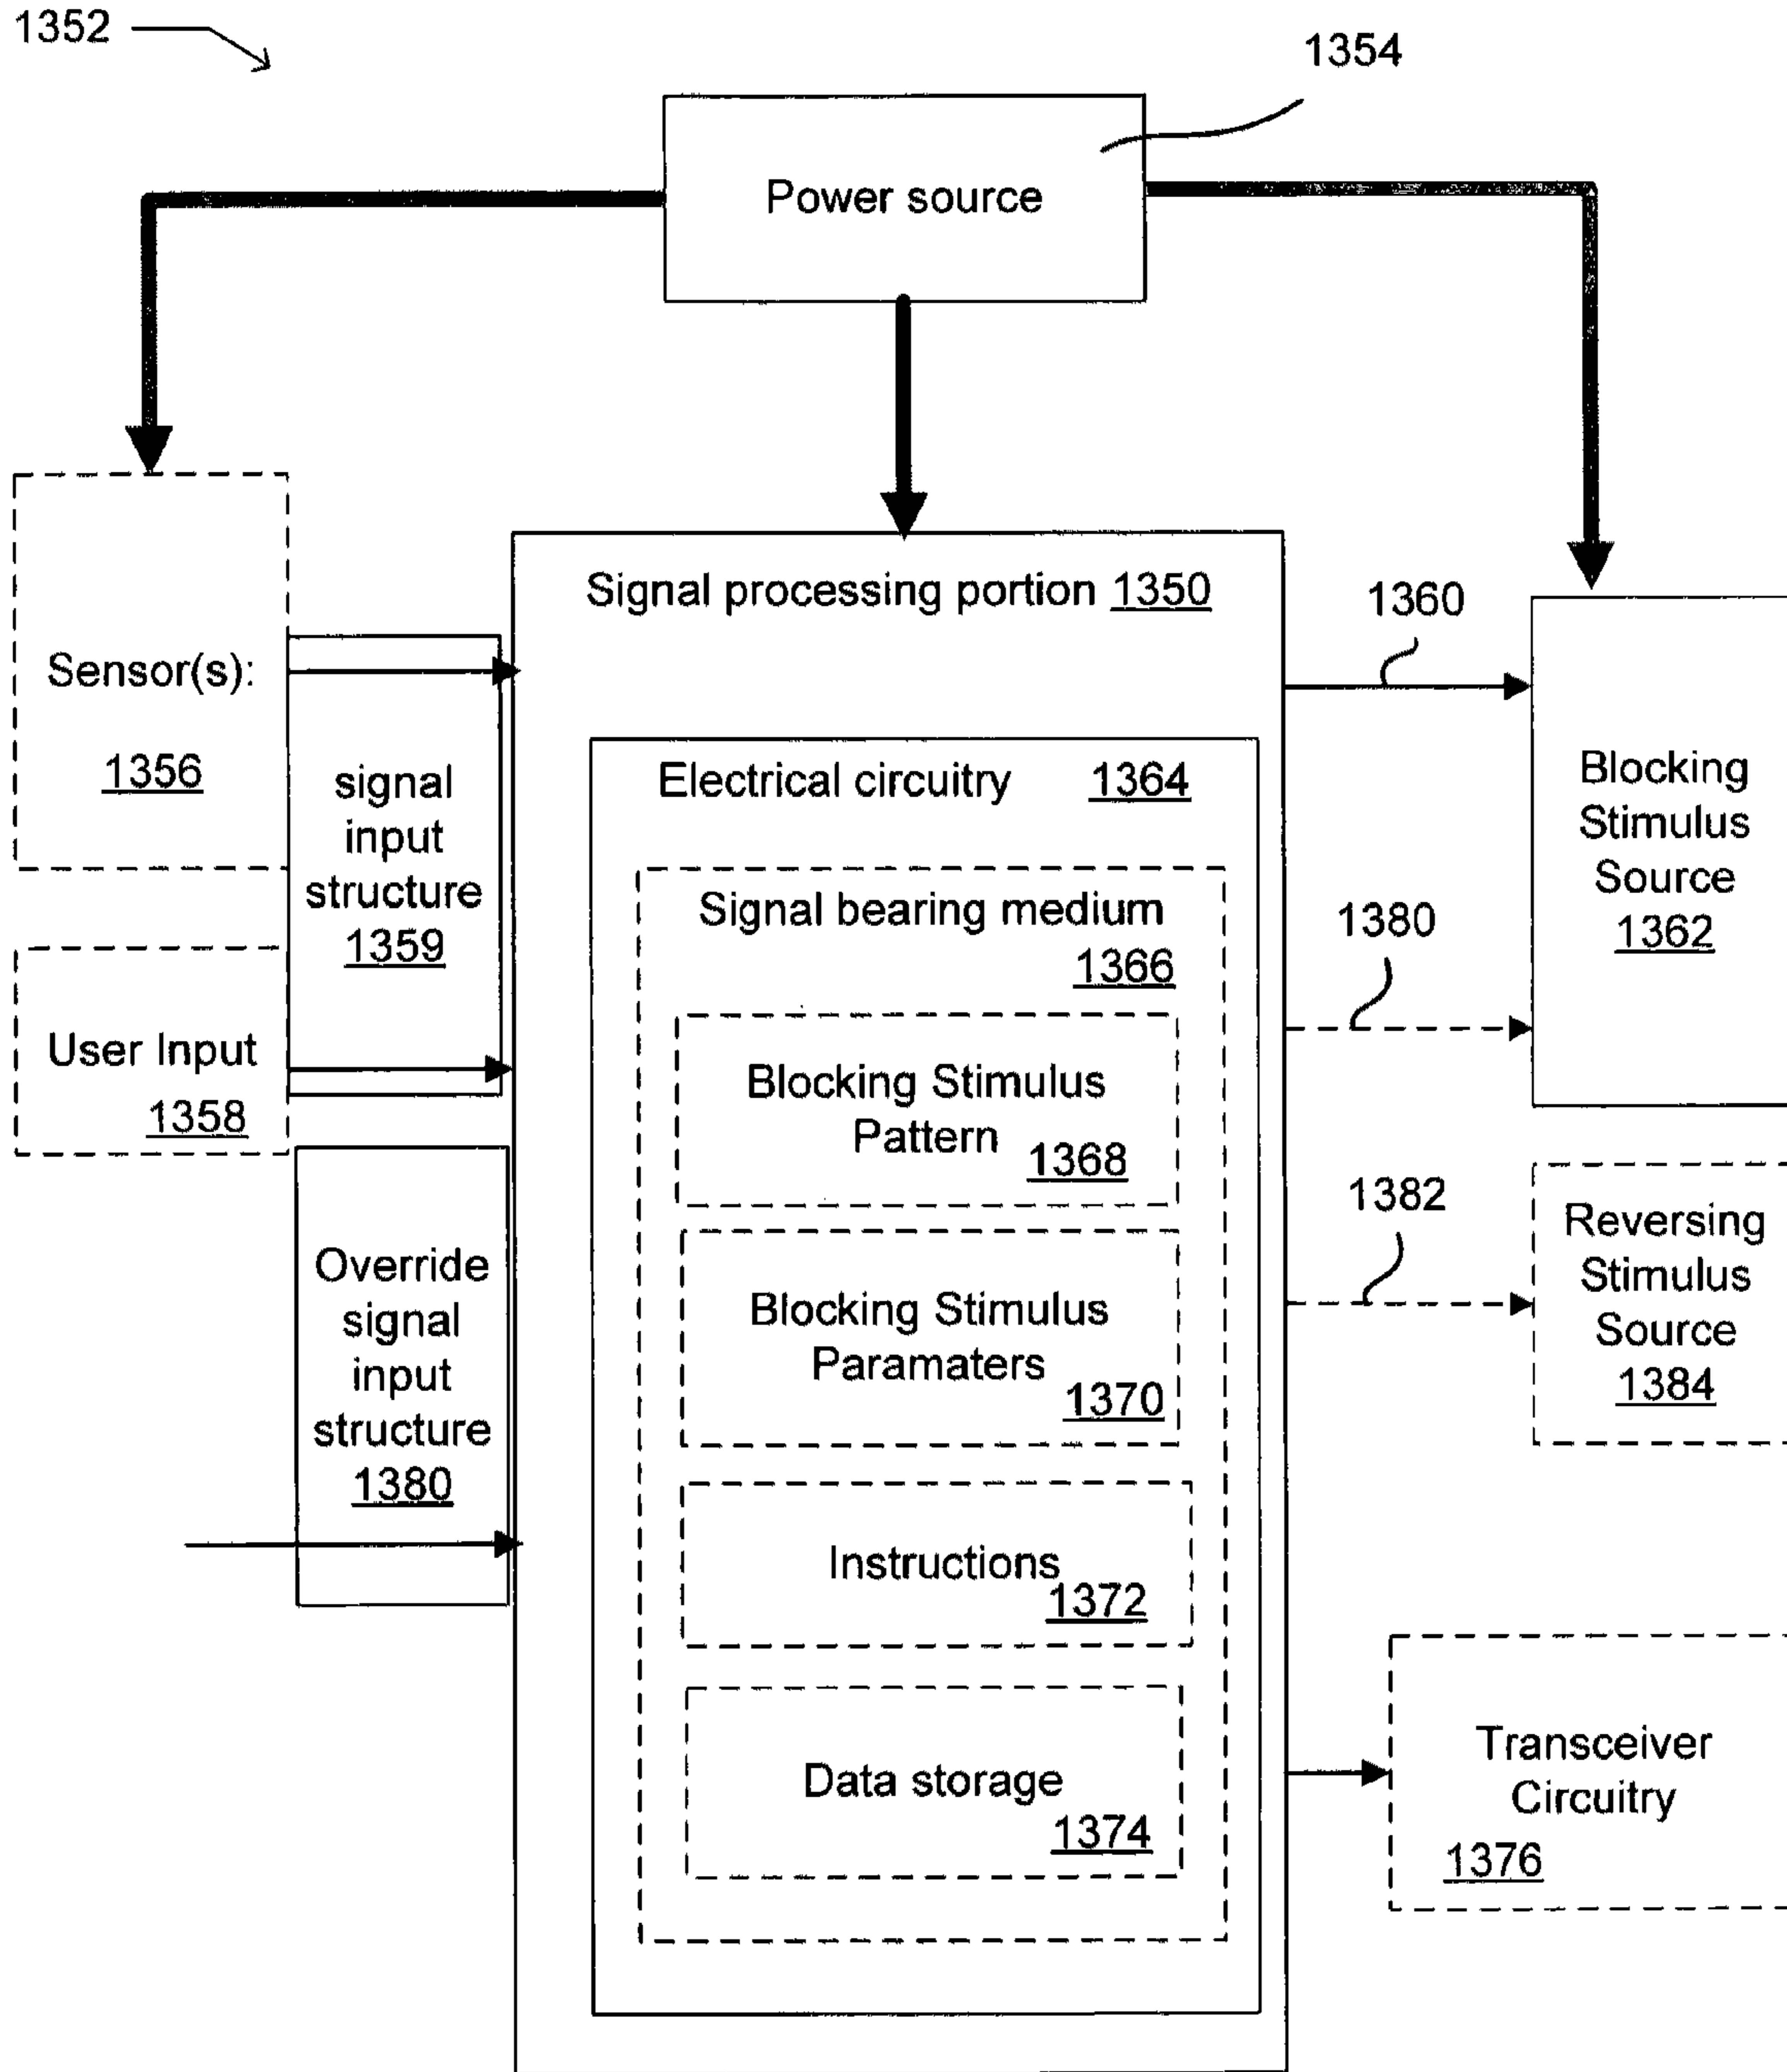 1352
1354
Power source
Signal processing portion 1350
1360
Sensor(s):
1356
signal
input
structure
1359
User Input
1358
Override
signal
input
structure
1380
Electrical circuitry 1364
Signal bearing medium
1366
Blocking Stimulus
Pattern
1368
Blocking Stimulus
Paramaters
1370
Instructions
1372
Data storage
1374
Blocking
Stimulus
Source
1362
1380
1382
Reversing
Stimulus
Source
1384
Transceiver
Circuitry
1376